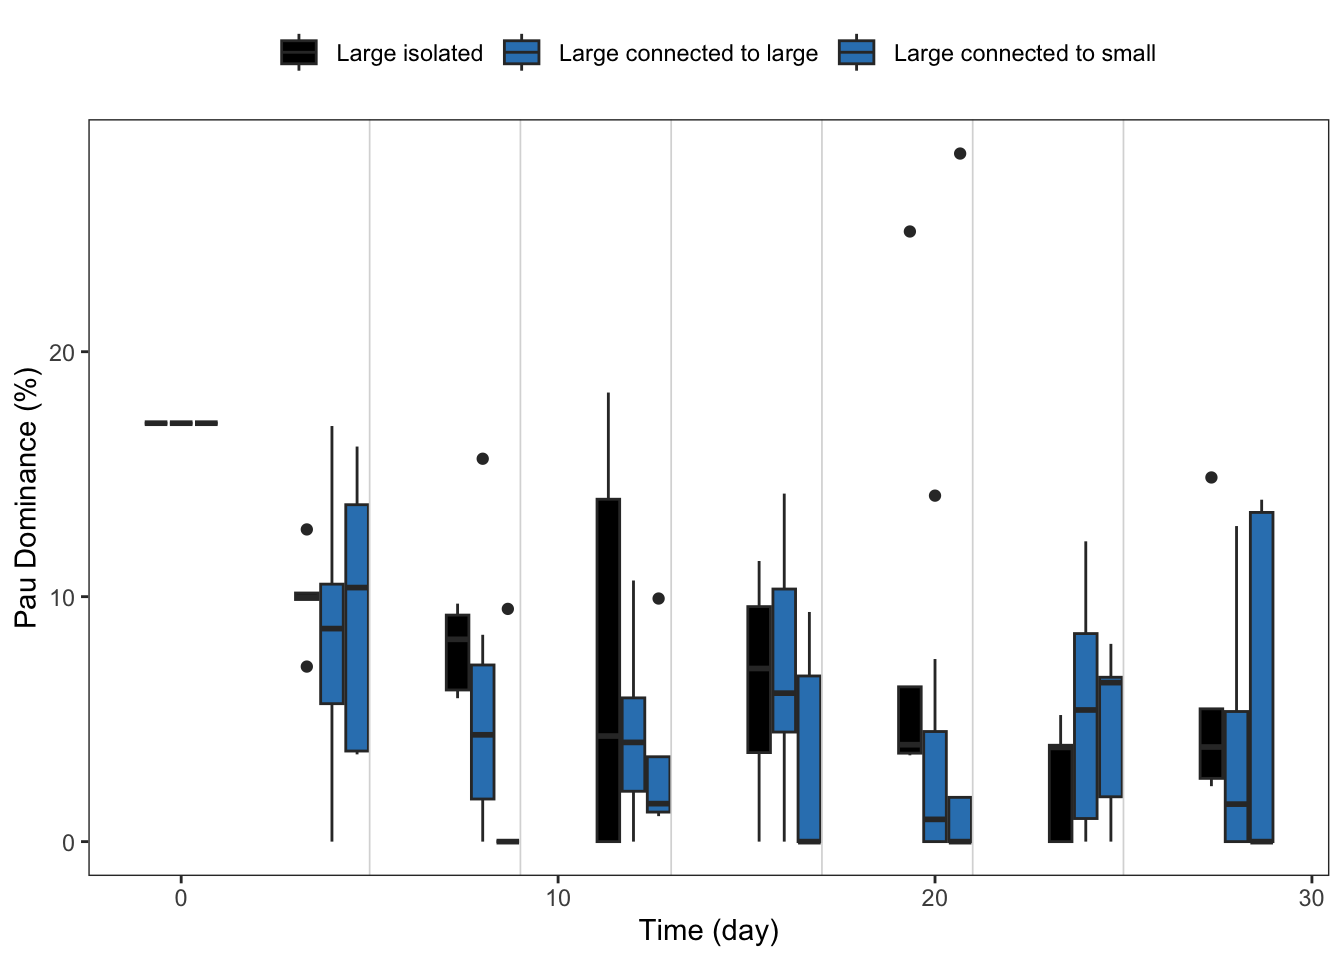 Large isolated Large connected to large Large connected to small
Pau Dominance (%)
20
10
0
0 10 20 30
Time (day)